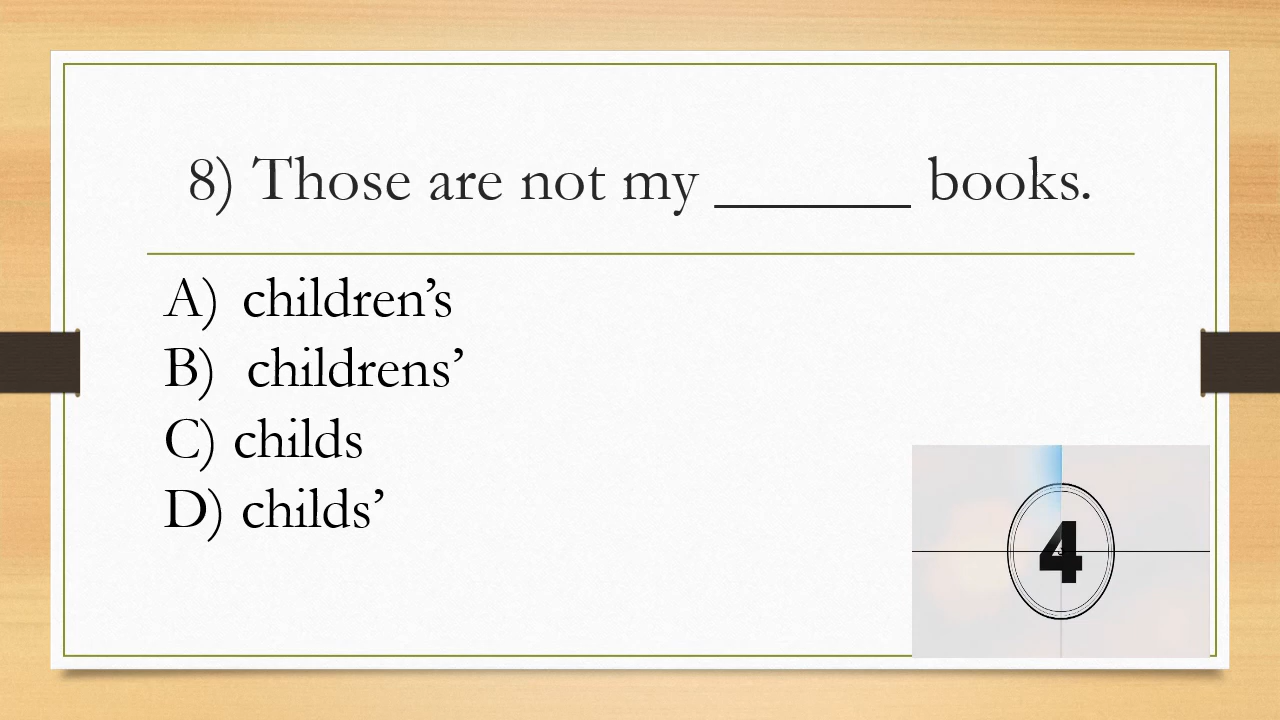 8) Those are not my ______ books.
A) children’s
B) childrens’
C) childs
D) childs’
4